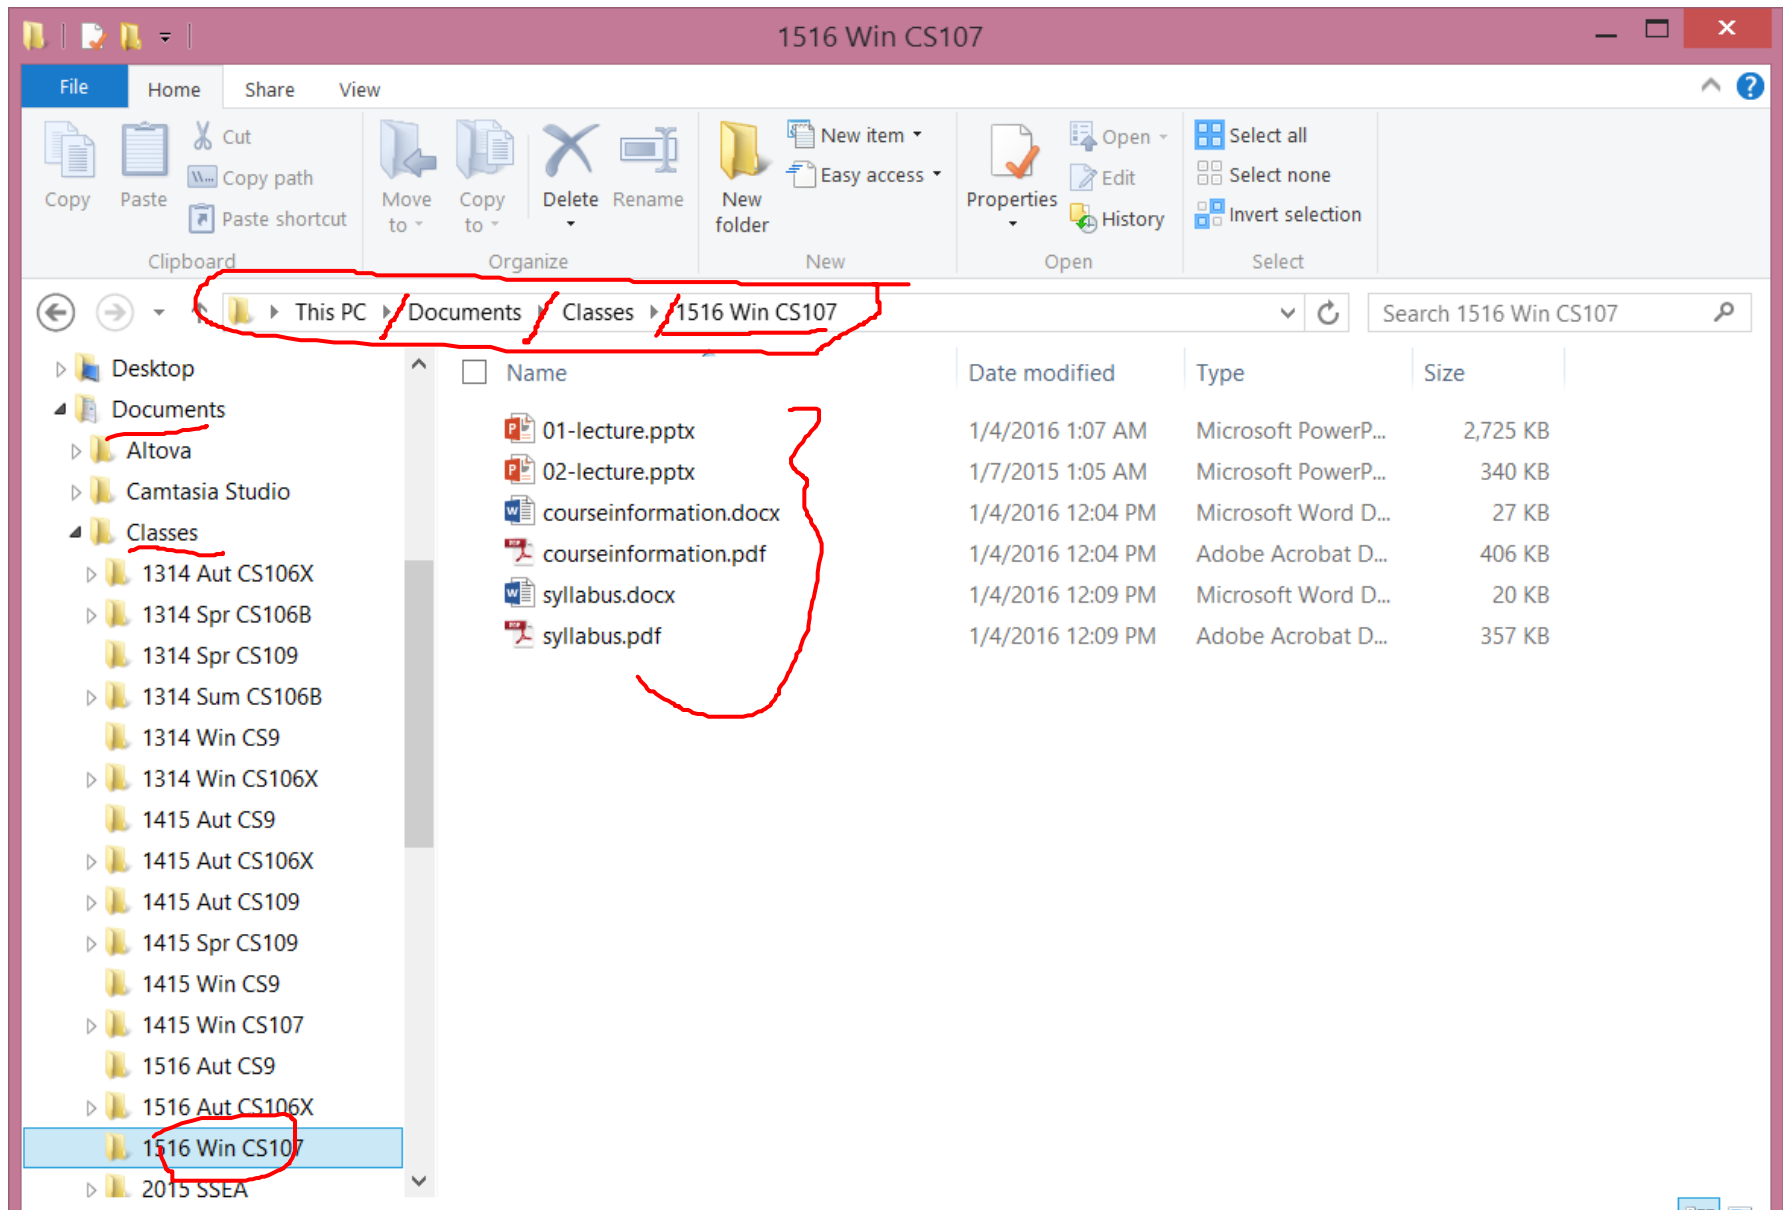 1516 Win CS107
File Home Share View
Copy Paste Cut Copy path Paste shortcut Move to Copy to Delete Rename New folder New item Easy access Properties Open Edit History Select all Select none Invert selection
Clipboard Organize New Open Select
This PC Documents Classes 1516 Win CS107 Search 1516 Win CS107
Name Date modified Type Size
01-lecture.pptx 1/4/2016 1:07 AM Microsoft PowerP... 2,725 KB
02-lecture.pptx 1/7/2015 1:05 AM Microsoft PowerP... 340 KB
courseinformation.docx 1/4/2016 12:04 PM Microsoft Word D... 27 KB
courseinformation.pdf 1/4/2016 12:04 PM Adobe Acrobat D... 406 KB
syllabus.docx 1/4/2016 12:09 PM Microsoft Word D... 20 KB
syllabus.pdf 1/4/2016 12:09 PM Adobe Acrobat D... 357 KB
Desktop
Documents
Altova
Camtasia Studio
Classes
1314 Aut CS106X
1314 Spr CS106B
1314 Spr CS109
1314 Sum CS106B
1314 Win CS9
1314 Win CS106X
1415 Aut CS9
1415 Aut CS106X
1415 Aut CS109
1415 Spr CS109
1415 Win CS9
1415 Win CS107
1516 Aut CS9
1516 Aut CS106X
1516 Win CS107
2015 SSEA